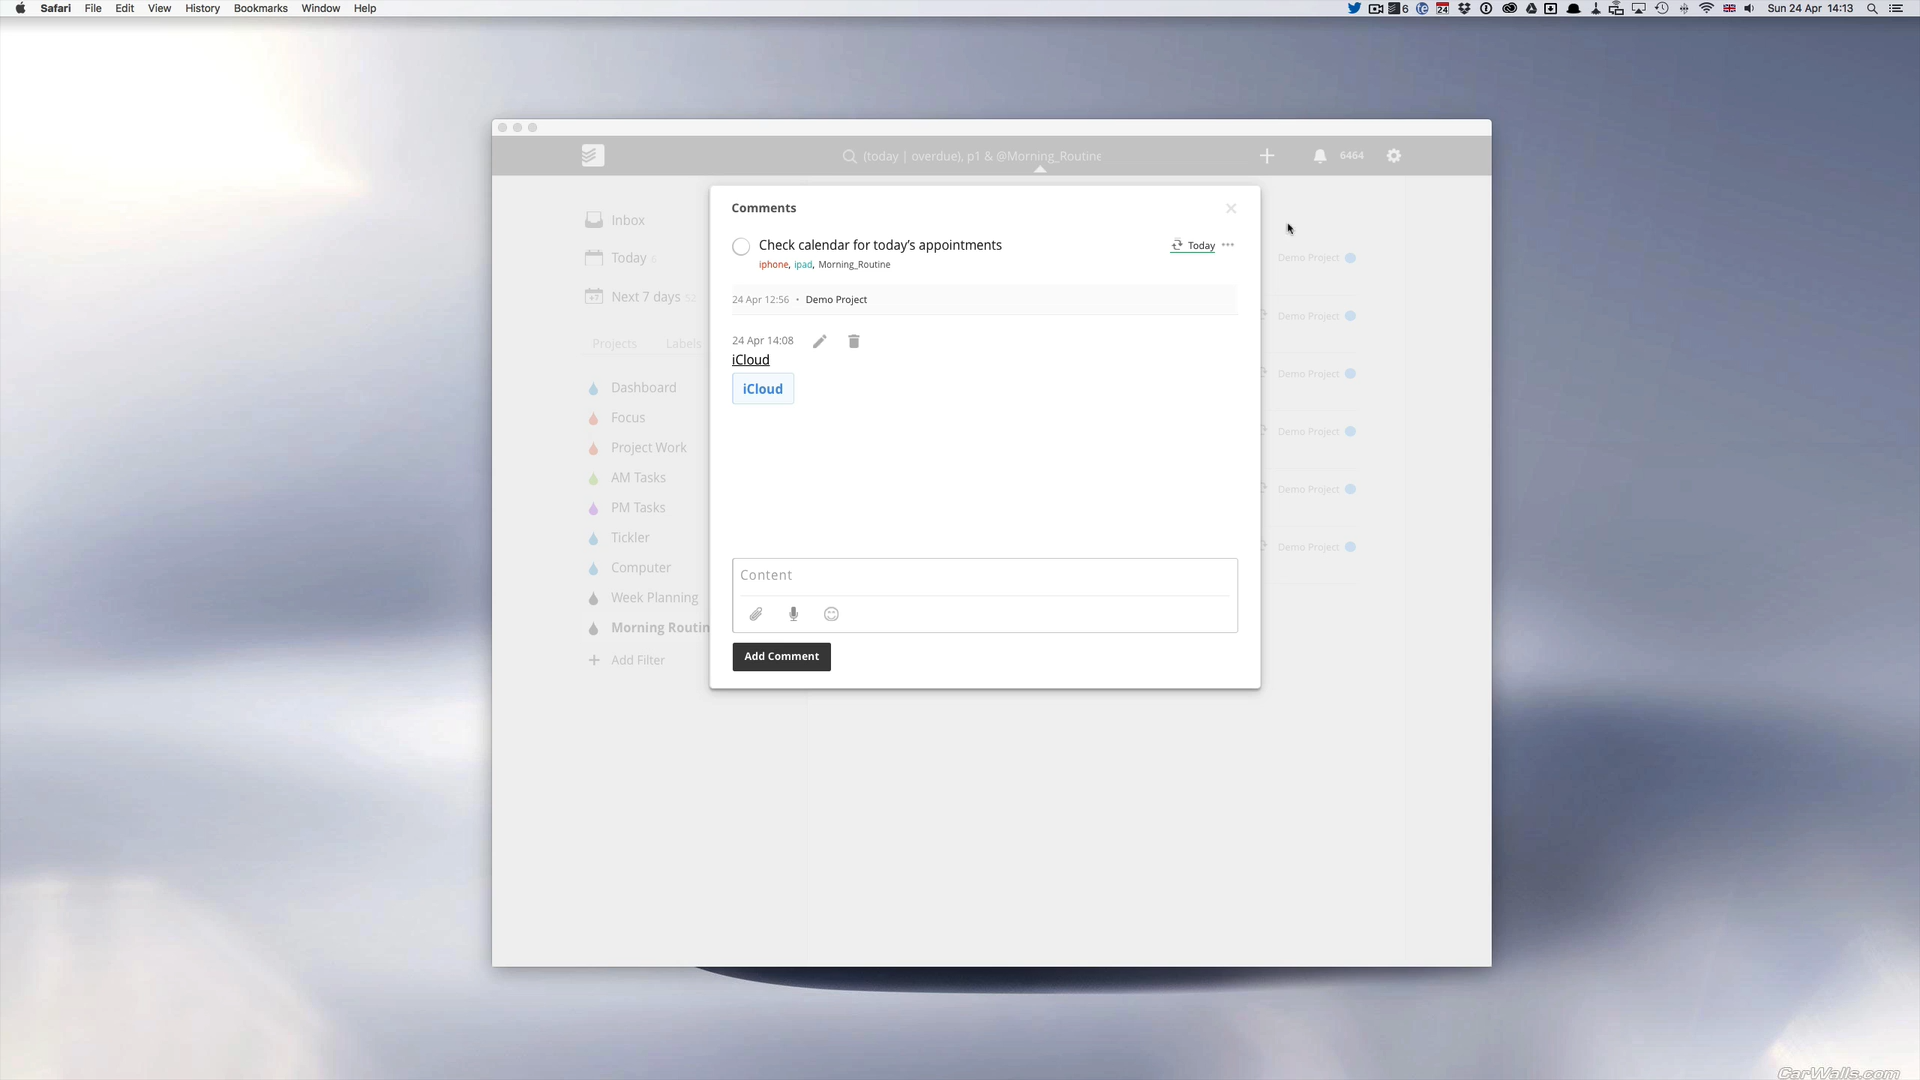 Safari File Edit View History Bookmarks Window Help
6 24 Sun 24 Apr 14:13
(today | overdue), p1 & @Morning_Routine
6464
Inbox
Today 6
Next 7 days 52
Projects Labels
Dashboard
Focus
Project Work
AM Tasks
PM Tasks
Tickler
Computer
Week Planning
Morning Routin
Add Filter
Comments
Check calendar for today’s appointments
Today
iphone, ipad, Morning_Routine
24 Apr 12:56 • Demo Project
24 Apr 14:08
iCloud
iCloud
Content
Add Comment
Demo Project
Demo Project
Demo Project
Demo Project
Demo Project
Demo Project
CarWalls.com